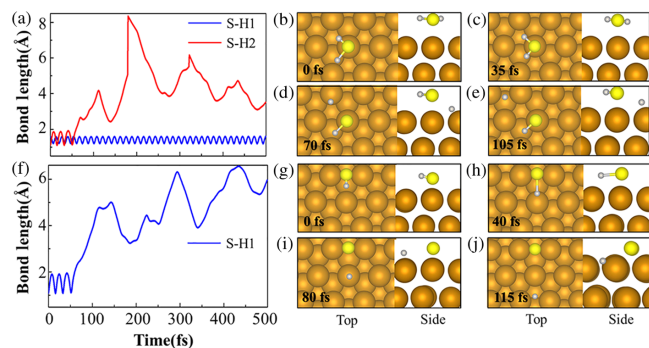 (a)
S-H1
S-H2
Bond length(Å)
8
6
4
2
(b)
0 fs
(c)
35 fs
(d)
70 fs
(e)
105 fs
(f)
Bond length(Å)
6
4
2
0
S-H1
0 100 200 300 400 500
Time(fs)
(g)
0 fs
(h)
40 fs
(i)
80 fs
(j)
115 fs
Top Side Top Side